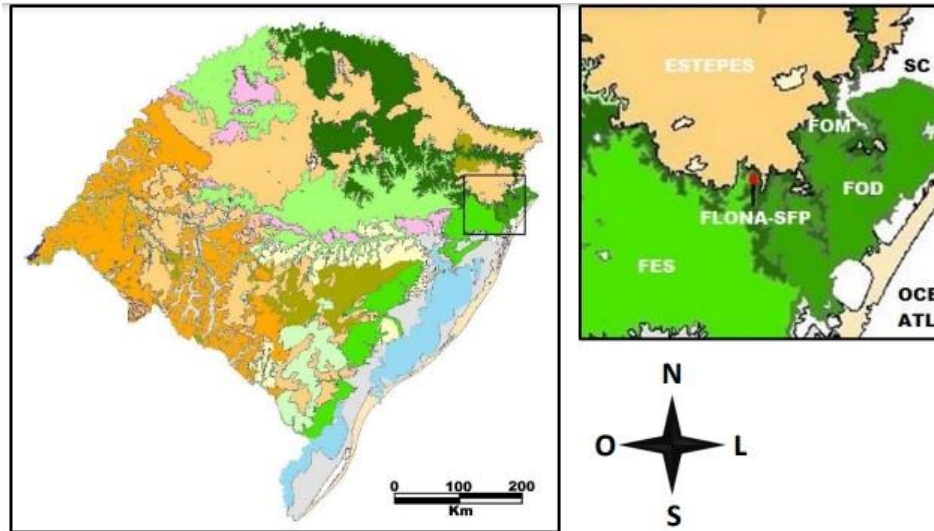 ESTEPES
SC
FOM
FOD
FLONA-SFP
FES
OCE
ATL
N
O L
S
0 100 200
Km